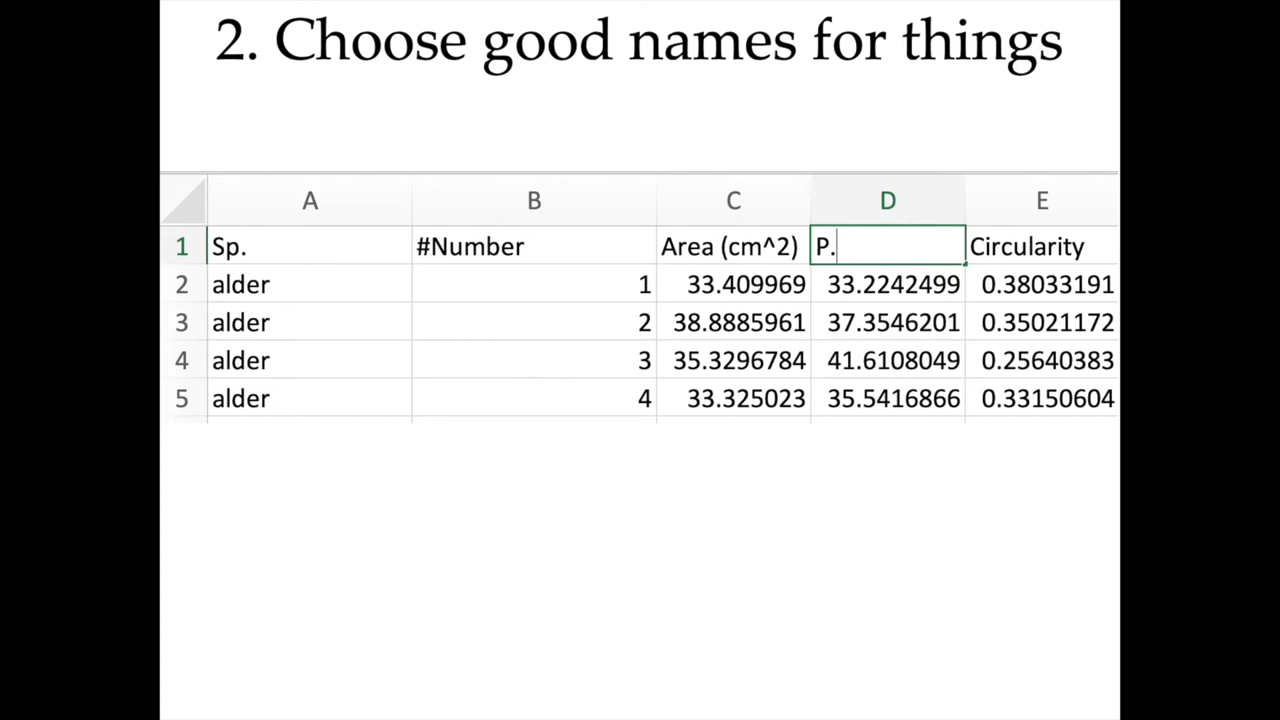 2. Choose good names for things
A B C D E
1 Sp. #Number Area (cm^2) P. Circularity
2 alder 1 33.409969 33.2242499 0.38033191
3 alder 2 38.8885961 37.3546201 0.35021172
4 alder 3 35.3296784 41.6108049 0.25640383
5 alder 4 33.325023 35.5416866 0.33150604